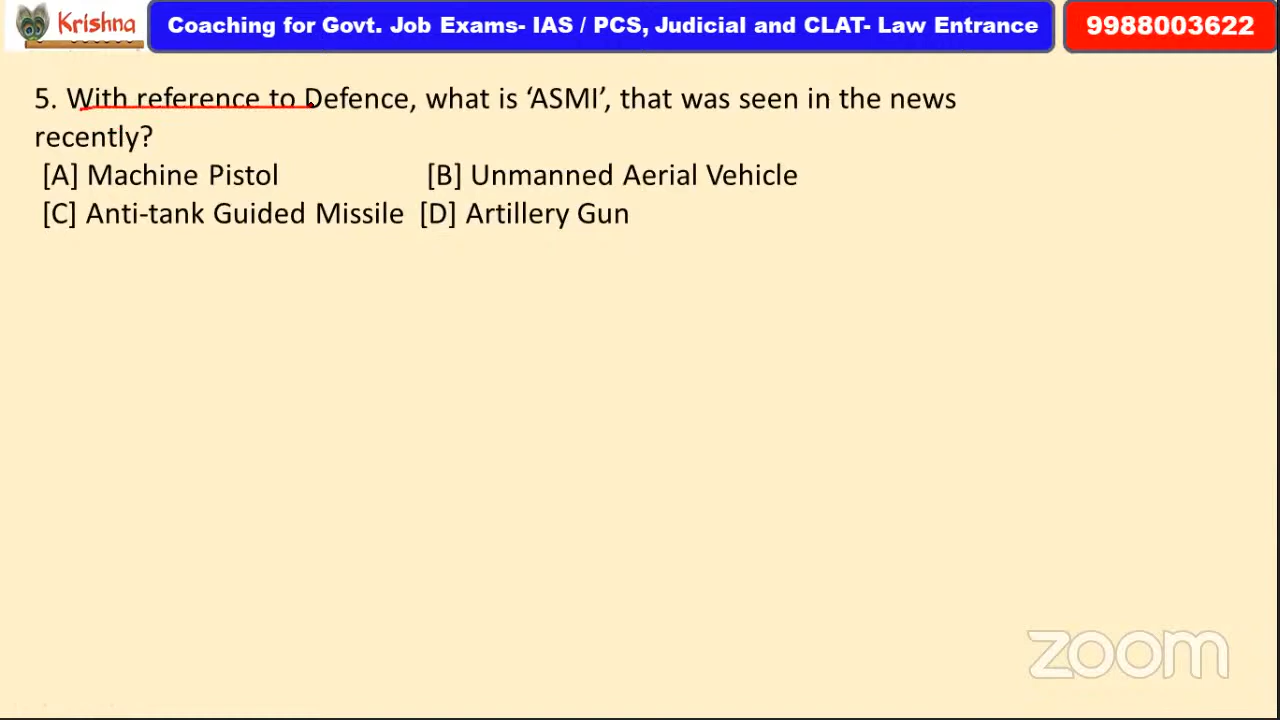 Krishna
Coaching for Govt. Job Exams- IAS / PCS, Judicial and CLAT- Law Entrance
9988003622
5. With reference to Defence, what is ‘ASMI’, that was seen in the news
recently?
[A] Machine Pistol [B] Unmanned Aerial Vehicle
[C] Anti-tank Guided Missile [D] Artillery Gun
zoom